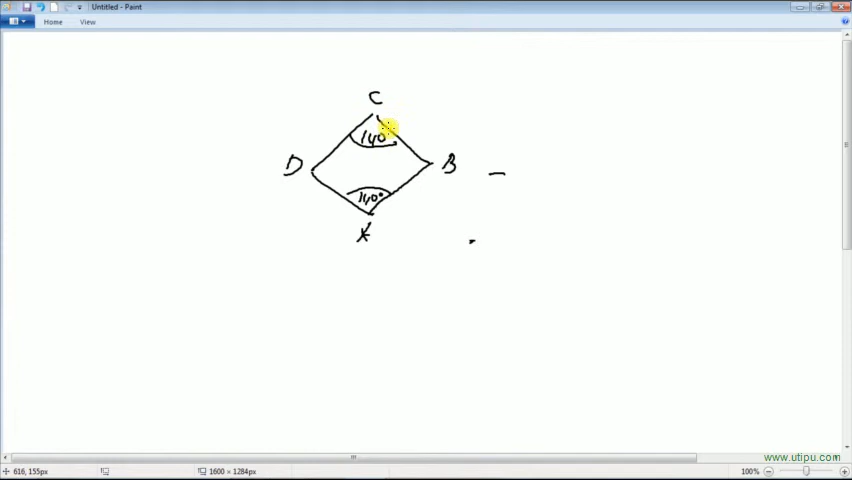 Untitled - Paint
Home View
C
140
D
B
140°
616, 155px
1600 × 1284px
100%
www.utipu.com